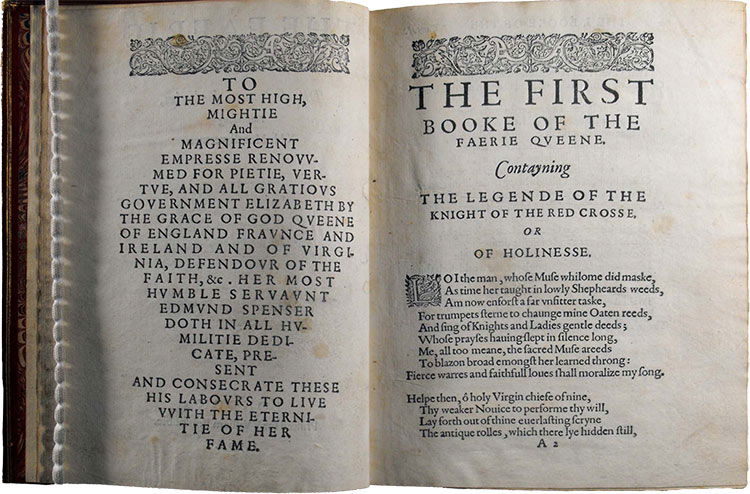 TO
THE MOST HIGH,
MIGHTIE
And
MAGNIFICENT
EMPRESSE RENOVV-
MED FOR PIETIE, VER-
TVE, AND ALL GRATIOVS
GOVERNMENT ELIZABETH BY
THE GRACE OF GOD QVEENE
OF ENGLAND FRAVNCE AND
IRELAND AND OF VIRGI-
NIA, DEFENDOVR OF THE
FAITH, &c. HER MOST
HVMBLE SERVAVNT
EDMVND SPENSER
DOTH IN ALL HV-
MILITIE DEDI-
CATE, PRE-
SENT
AND CONSECRATE THESE
HIS LABOVRS TO LIVE
VVITH THE ETERNI-
TIE OF HER
FAME.
THE FIRST
BOOKE OF THE
FAERIE QVEENE.
Contayning
THE LEGENDE OF THE
KNIGHT OF THE RED CROSSE,
OR
OF HOLINESSE.
LO I the man, whoſe Muſe whilome did maske,
As time her taught in lowly Shepheards weeds,
Am now enforſt a far vnfitter taske,
For trumpets ſterne to chaunge mine Oaten reeds,
And ſing of Knights and Ladies gentle deeds;
Whoſe prayſes hauing ſlept in ſilence long,
Me, all too meane, the ſacred Muſe areeds
To blazon broad emongſt her learned throng:
Fierce warres and faithfull loues ſhall moralize my ſong.
Helpe then, ô holy Virgin chiefe of nine,
Thy weaker Nouice to performe thy will,
Lay forth out of thine euerlaſting ſcryne
The antique rolles, which there lye hidden ſtill,
A 2